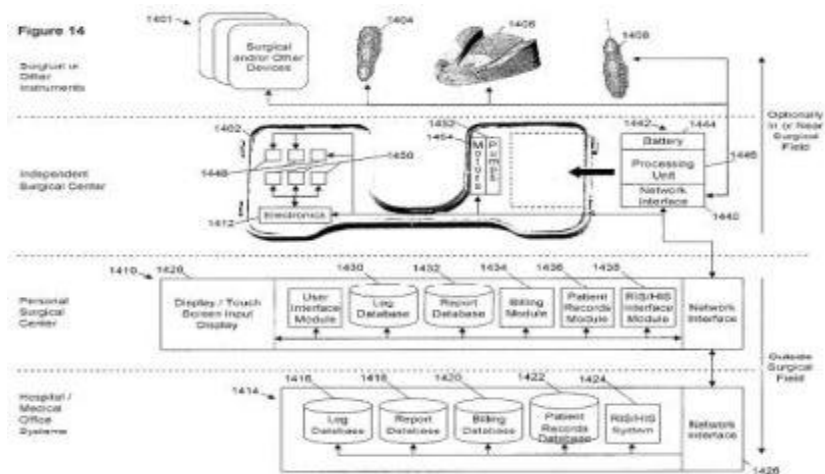 Figure 14
1401
1404
1406
1408
Surgical
and/or Other
Devices
Surgical or
Other
Instruments
1402
1452
1454
1442
1444
Battery
Optionally
In or Near
Surgical
Field
Independent
Surgical Center
1448
1450
Motors
Pumps
Processing
Unit
1446
Network
Interface
1440
1412
Electronics
1410
1428
1430
1432
1434
1436
1438
Personal
Surgical
Center
Display / Touch
Screen Input
Display
User
Interface
Module
Log
Database
Report
Database
Billing
Module
Patient
Records
Module
RIS/HIS
Interface
Module
Network
Interface
Outside
Surgical
Field
Hospital /
Medical
Office
Systems
1414
1416
1418
1420
1422
1424
Log
Database
Report
Database
Billing
Database
Patient
Records
Database
RIS/HIS
System
Network
Interface
1426